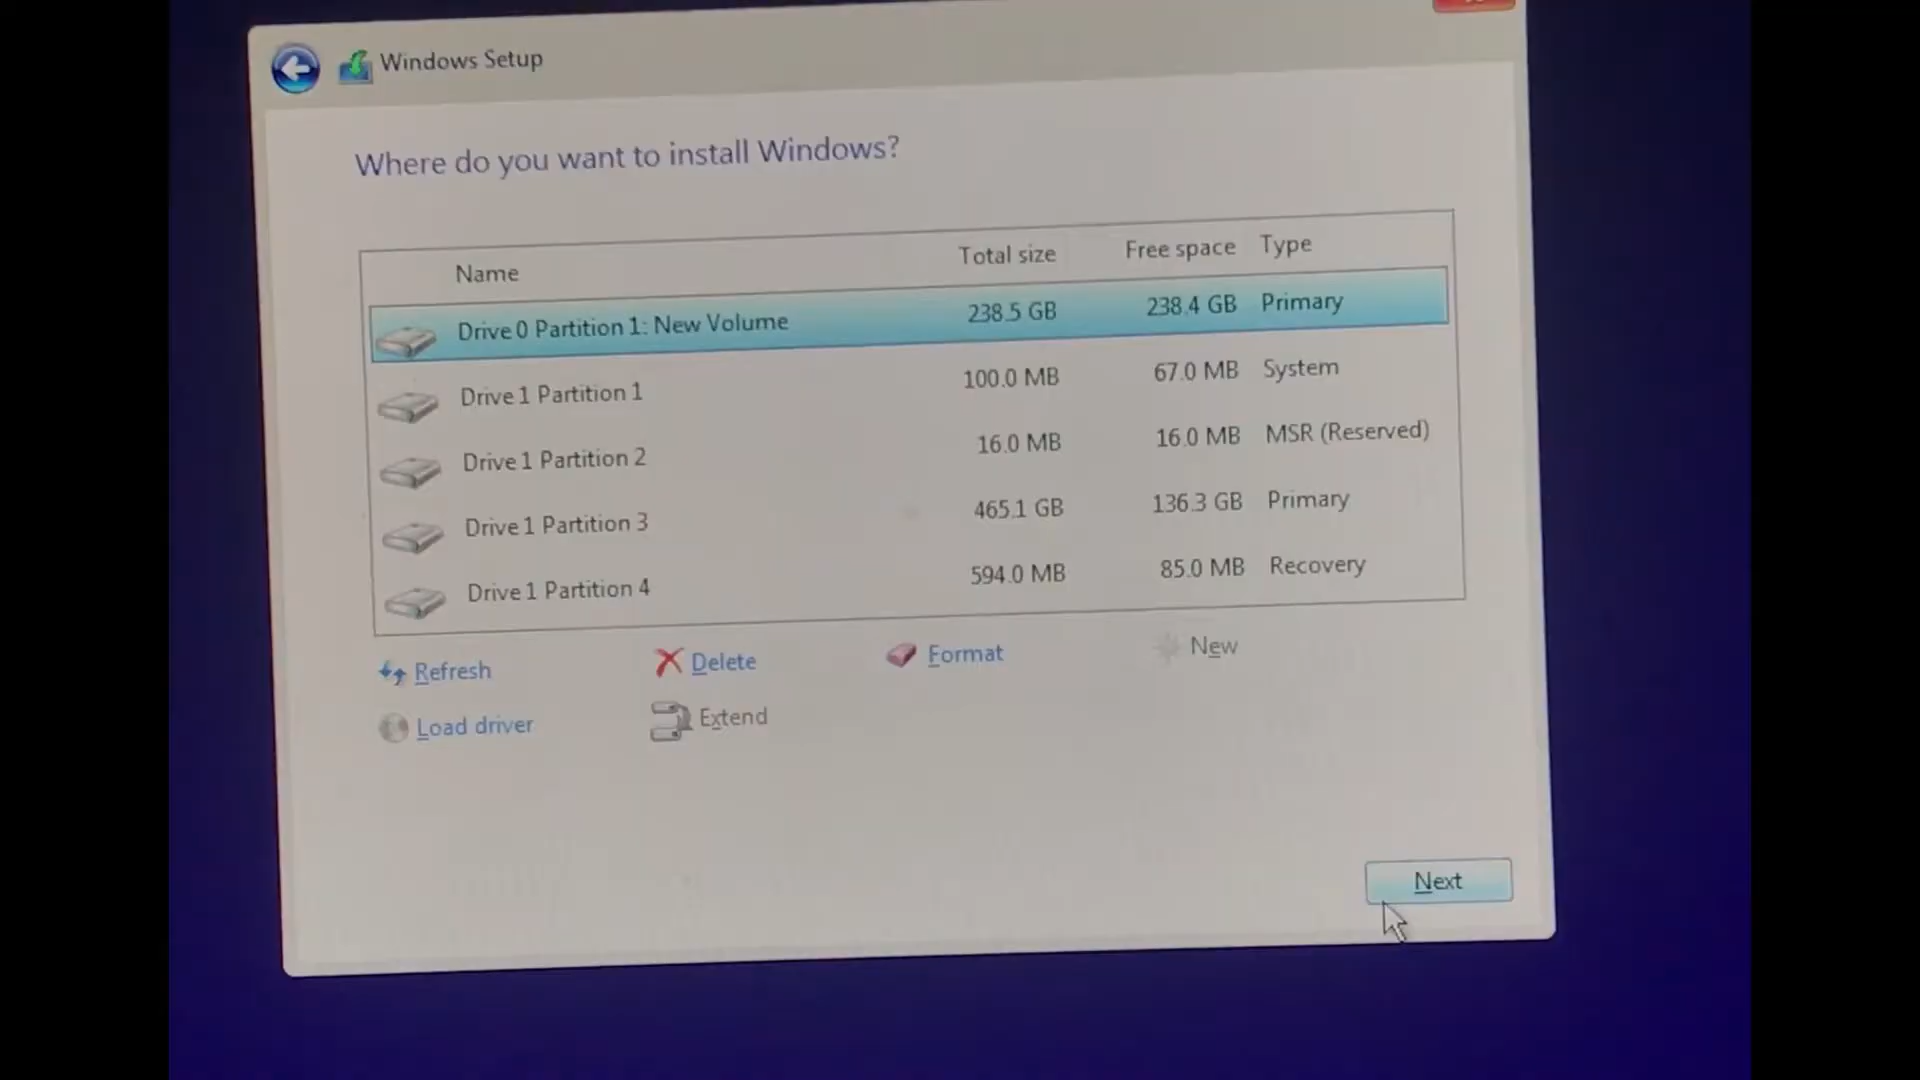 Windows Setup
Where do you want to install Windows?
Name Total size Free space Type
Drive 0 Partition 1: New Volume 238.5 GB 238.4 GB Primary
Drive 1 Partition 1 100.0 MB 67.0 MB System
Drive 1 Partition 2 16.0 MB 16.0 MB MSR (Reserved)
Drive 1 Partition 3 465.1 GB 136.3 GB Primary
Drive 1 Partition 4 594.0 MB 85.0 MB Recovery
Refresh Delete Format New
Load driver Extend
Next